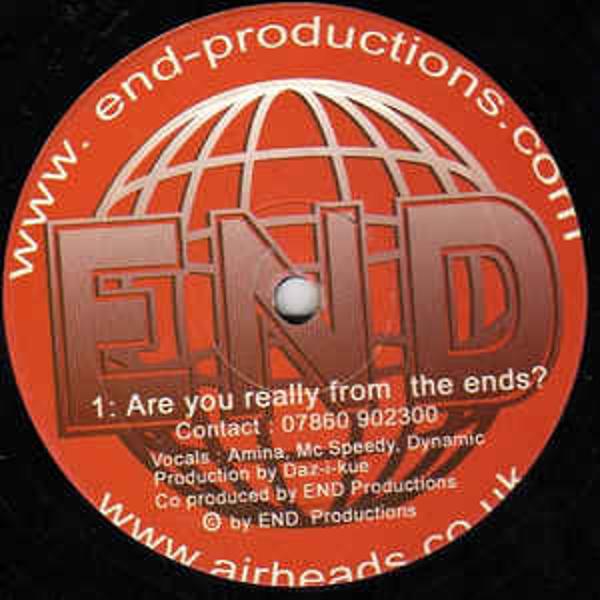 www. end-productions.com
END
1: Are you really from the ends?
Contact : 07860 902300
Vocals Amina, Mc Speedy, Dynamic
Production by Daz-i-kue
Co produced by END Productions
© by END Productions
www.airheads.co.uk